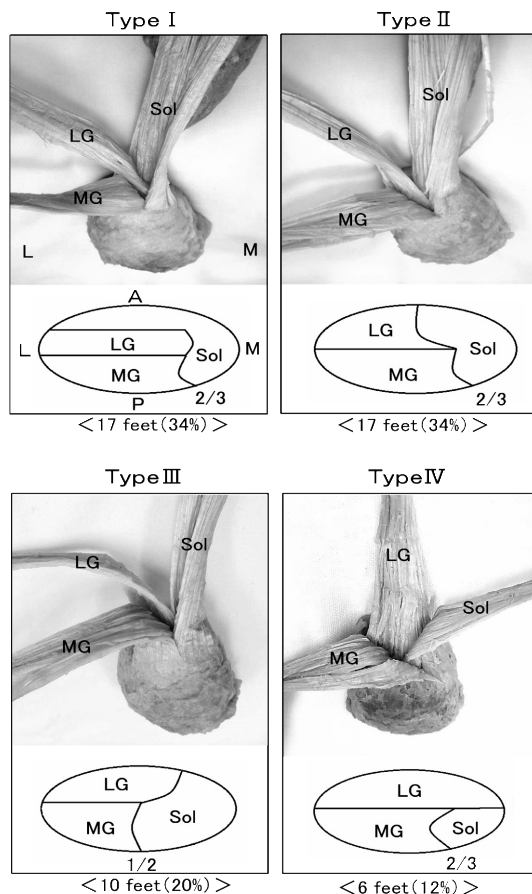 Type Ⅰ
Sol
LG
MG
L
M
A
L
LG
Sol
M
MG
P
2/3
<17 feet(34%)>
Type Ⅱ
Sol
LG
MG
LG
Sol
MG
2/3
<17 feet(34%)>
Type Ⅲ
Sol
LG
MG
LG
MG
Sol
1/2
<10 feet(20%)>
TypeⅣ
LG
Sol
MG
LG
MG
Sol
2/3
<6 feet(12%)>